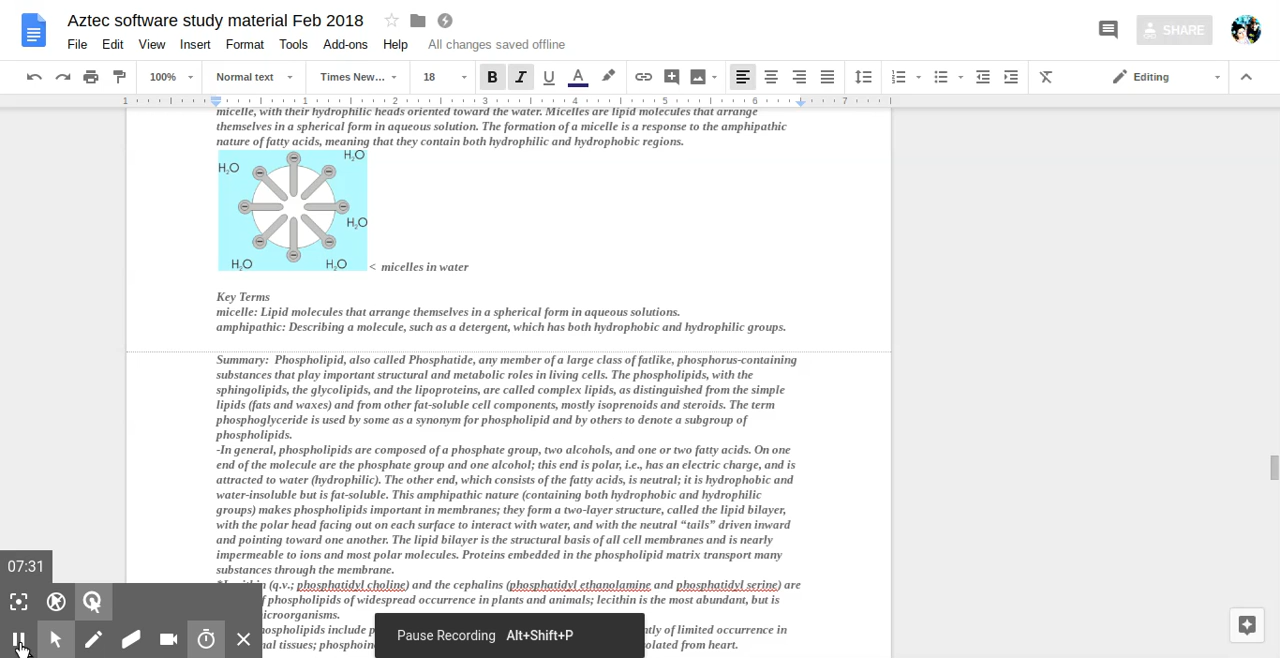 Aztec software study material Feb 2018
SHARE
File Edit View Insert Format Tools Add-ons Help All changes saved offline
100% Normal text Times New... 18 B I U A Editing
1 1 2 3 4 5 6 7
micelle, with their hydrophilic heads oriented toward the water. Micelles are lipid molecules that arrange
themselves in a spherical form in aqueous solution. The formation of a micelle is a response to the amphipathic
nature of fatty acids, meaning that they contain both hydrophilic and hydrophobic regions.
H₂O
H₂O
H₂O
H₂O H₂O
< micelles in water
Key Terms
micelle: Lipid molecules that arrange themselves in a spherical form in aqueous solutions.
amphipathic: Describing a molecule, such as a detergent, which has both hydrophobic and hydrophilic groups.
Summary: Phospholipid, also called Phosphatide, any member of a large class of fatlike, phosphorus-containing
substances that play important structural and metabolic roles in living cells. The phospholipids, with the
sphingolipids, the glycolipids, and the lipoproteins, are called complex lipids, as distinguished from the simple
lipids (fats and waxes) and from other fat-soluble cell components, mostly isoprenoids and steroids. The term
phosphoglyceride is used by some as a synonym for phospholipid and by others to denote a subgroup of
phospholipids.
-In general, phospholipids are composed of a phosphate group, two alcohols, and one or two fatty acids. On one
end of the molecule are the phosphate group and one alcohol; this end is polar, i.e., has an electric charge, and is
attracted to water (hydrophilic). The other end, which consists of the fatty acids, is neutral; it is hydrophobic and
water-insoluble but is fat-soluble. This amphipathic nature (containing both hydrophobic and hydrophilic
groups) makes phospholipids important in membranes; they form a two-layer structure, called the lipid bilayer,
with the polar head facing out on each surface to interact with water, and with the neutral “tails” driven inward
and pointing toward one another. The lipid bilayer is the structural basis of all cell membranes and is nearly
impermeable to ions and most polar molecules. Proteins embedded in the phospholipid matrix transport many
substances through the membrane.
(q.v.; phosphatidyl choline) and the cephalins (phosphatidyl ethanolamine and phosphatidyl serine) are
of phospholipids of widespread occurrence in plants and animals; lecithin is the most abundant, but is
microorganisms.
phospholipids include of limited occurrence in
tissues; from heart.
07:31
Pause Recording Alt+Shift+P